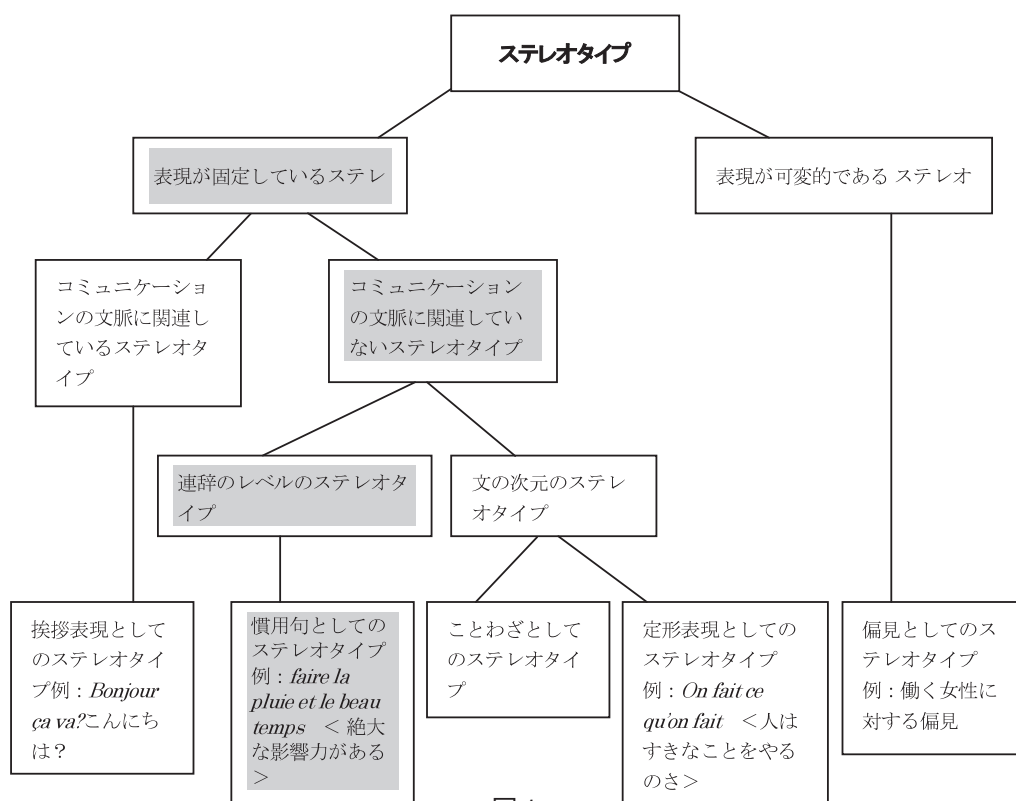 ステレオタイプ
表現が固定しているステレ
表現が可変的である ステレオ
コミュニケーショ
ンの文脈に関連し
ているステレオタ
イプ
コミュニケーション
の文脈に関連してい
ないステレオタイプ
連辞のレベルのステレオタ
イプ
文の次元のステレ
オタイプ
挨拶表現として
のステレオタイ
プ例：Bonjour
ça va?こんにち
は？
慣用句としての
ステレオタイプ
例：faire la
pluie et le beau
temps ＜ 絶大
な影響力がある
＞
ことわざとして
のステレオタイ
プ
定形表現としての
ステレオタイプ
例：On fait ce
qu'on fait ＜人は
すきなことをやる
のさ＞
偏見としてのス
テレオタイプ
例：働く女性に
対する偏見